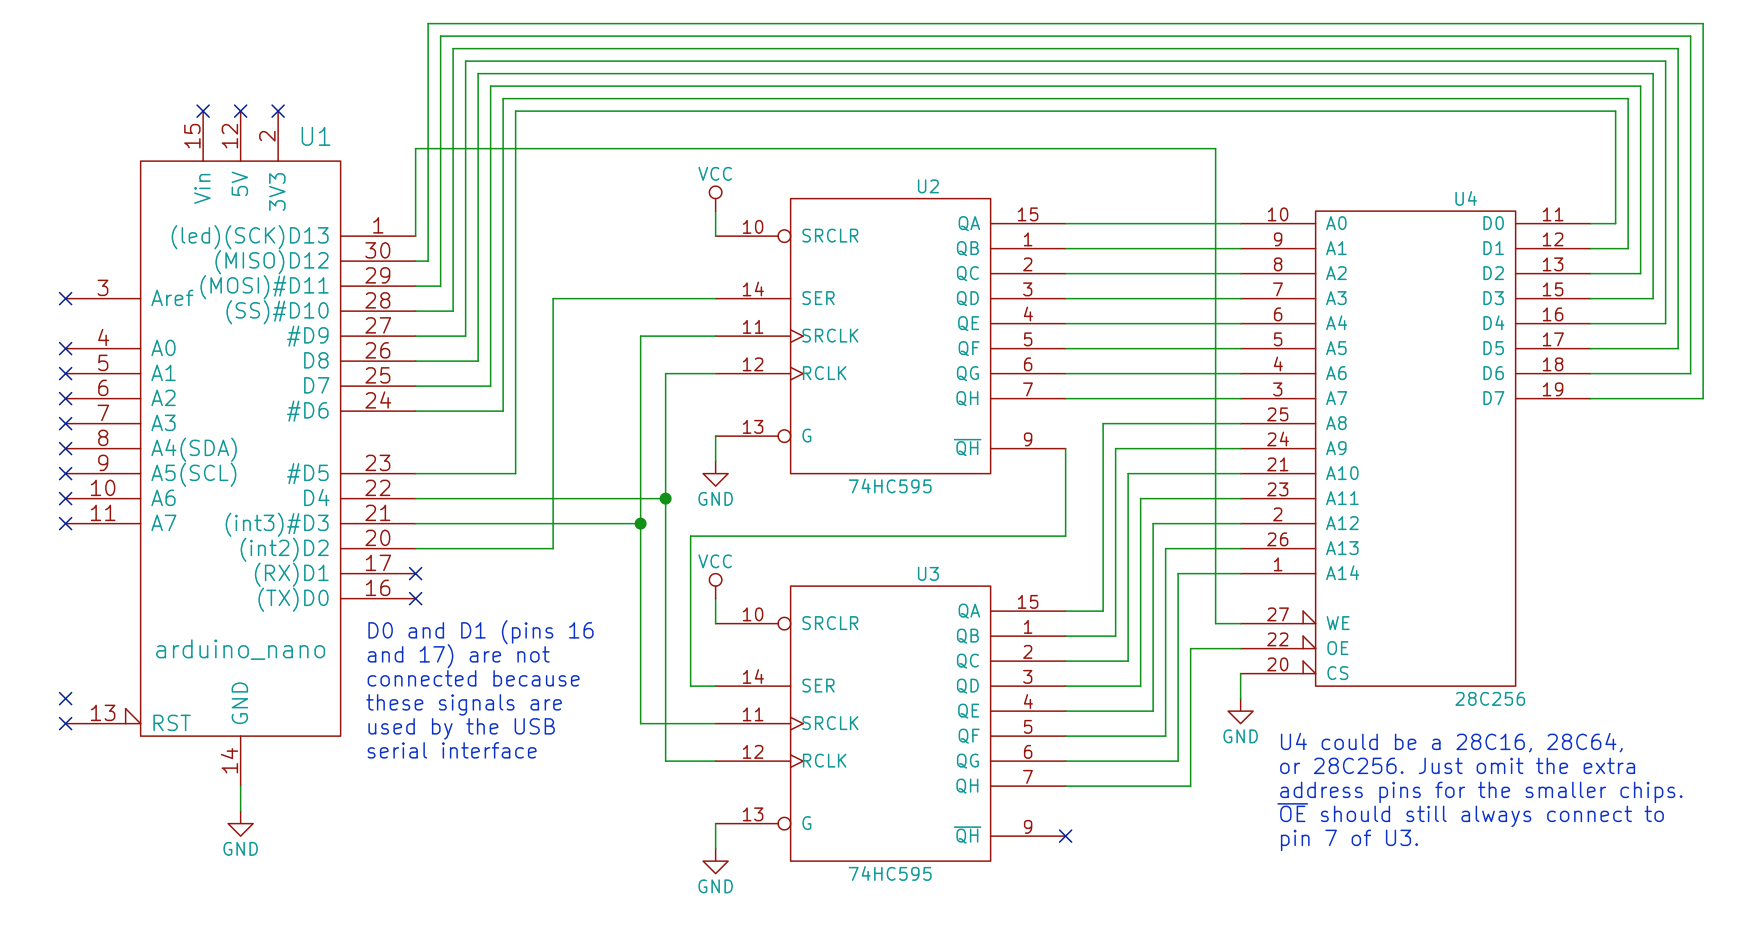 U1
15
12
2
Vin
5V
3V3
(led)(SCK)D13
1
(MISO)D12
30
(MOSI)#D11
29
(SS)#D10
28
#D9
27
D8
26
D7
25
#D6
24
#D5
23
D4
22
(int3)#D3
21
(int2)D2
20
(RX)D1
17
(TX)D0
16
3
Aref
4
A0
5
A1
6
A2
7
A3
8
A4(SDA)
9
A5(SCL)
10
A6
11
A7
arduino_nano
13
RST
GND
14
GND
D0 and D1 (pins 16
and 17) are not
connected because
these signals are
used by the USB
serial interface
VCC
U2
10
SRCLR
14
SER
11
SRCLK
12
RCLK
13
G
GND
QA
15
QB
1
QC
2
QD
3
QE
4
QF
5
QG
6
QH
7
QH
9
74HC595
VCC
U3
10
SRCLR
14
SER
11
SRCLK
12
RCLK
13
G
GND
QA
15
QB
1
QC
2
QD
3
QE
4
QF
5
QG
6
QH
7
QH
9
74HC595
U4
10
A0
9
A1
8
A2
7
A3
6
A4
5
A5
4
A6
3
A7
25
A8
24
A9
21
A10
23
A11
2
A12
26
A13
1
A14
27
WE
22
OE
20
CS
GND
D0
11
D1
12
D2
13
D3
15
D4
16
D5
17
D6
18
D7
19
28C256
U4 could be a 28C16, 28C64,
or 28C256. Just omit the extra
address pins for the smaller chips.
OE should still always connect to
pin 7 of U3.